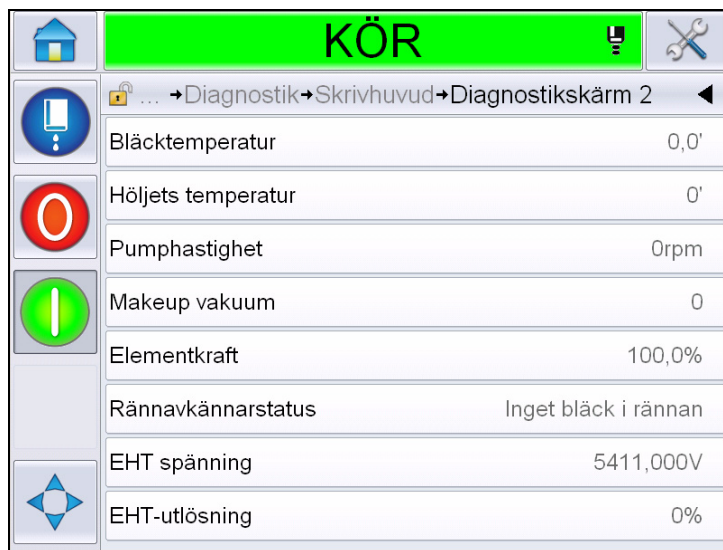 KÖR
... →Diagnostik→Skrivhuvud→Diagnostikskärm 2
Bläcktemperatur 0,0'
Höljets temperatur 0'
Pumphastighet 0rpm
Makeup vakuum 0
Elementkraft 100,0%
Rännavkännarstatus Inget bläck i rännan
EHT spänning 5411,000V
EHT-utlösning 0%